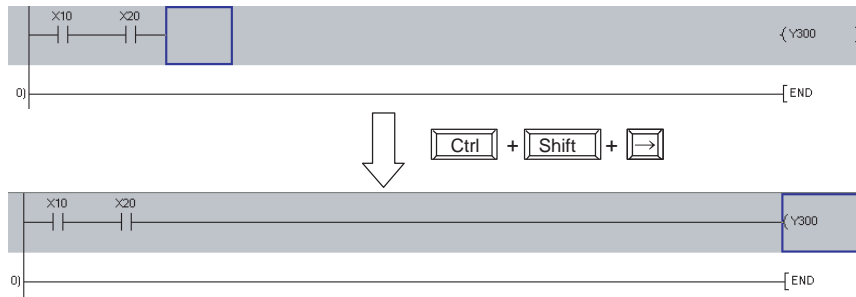 X10 X20
Y300
0) END
Ctrl + Shift + →
X10 X20
Y300
0) END